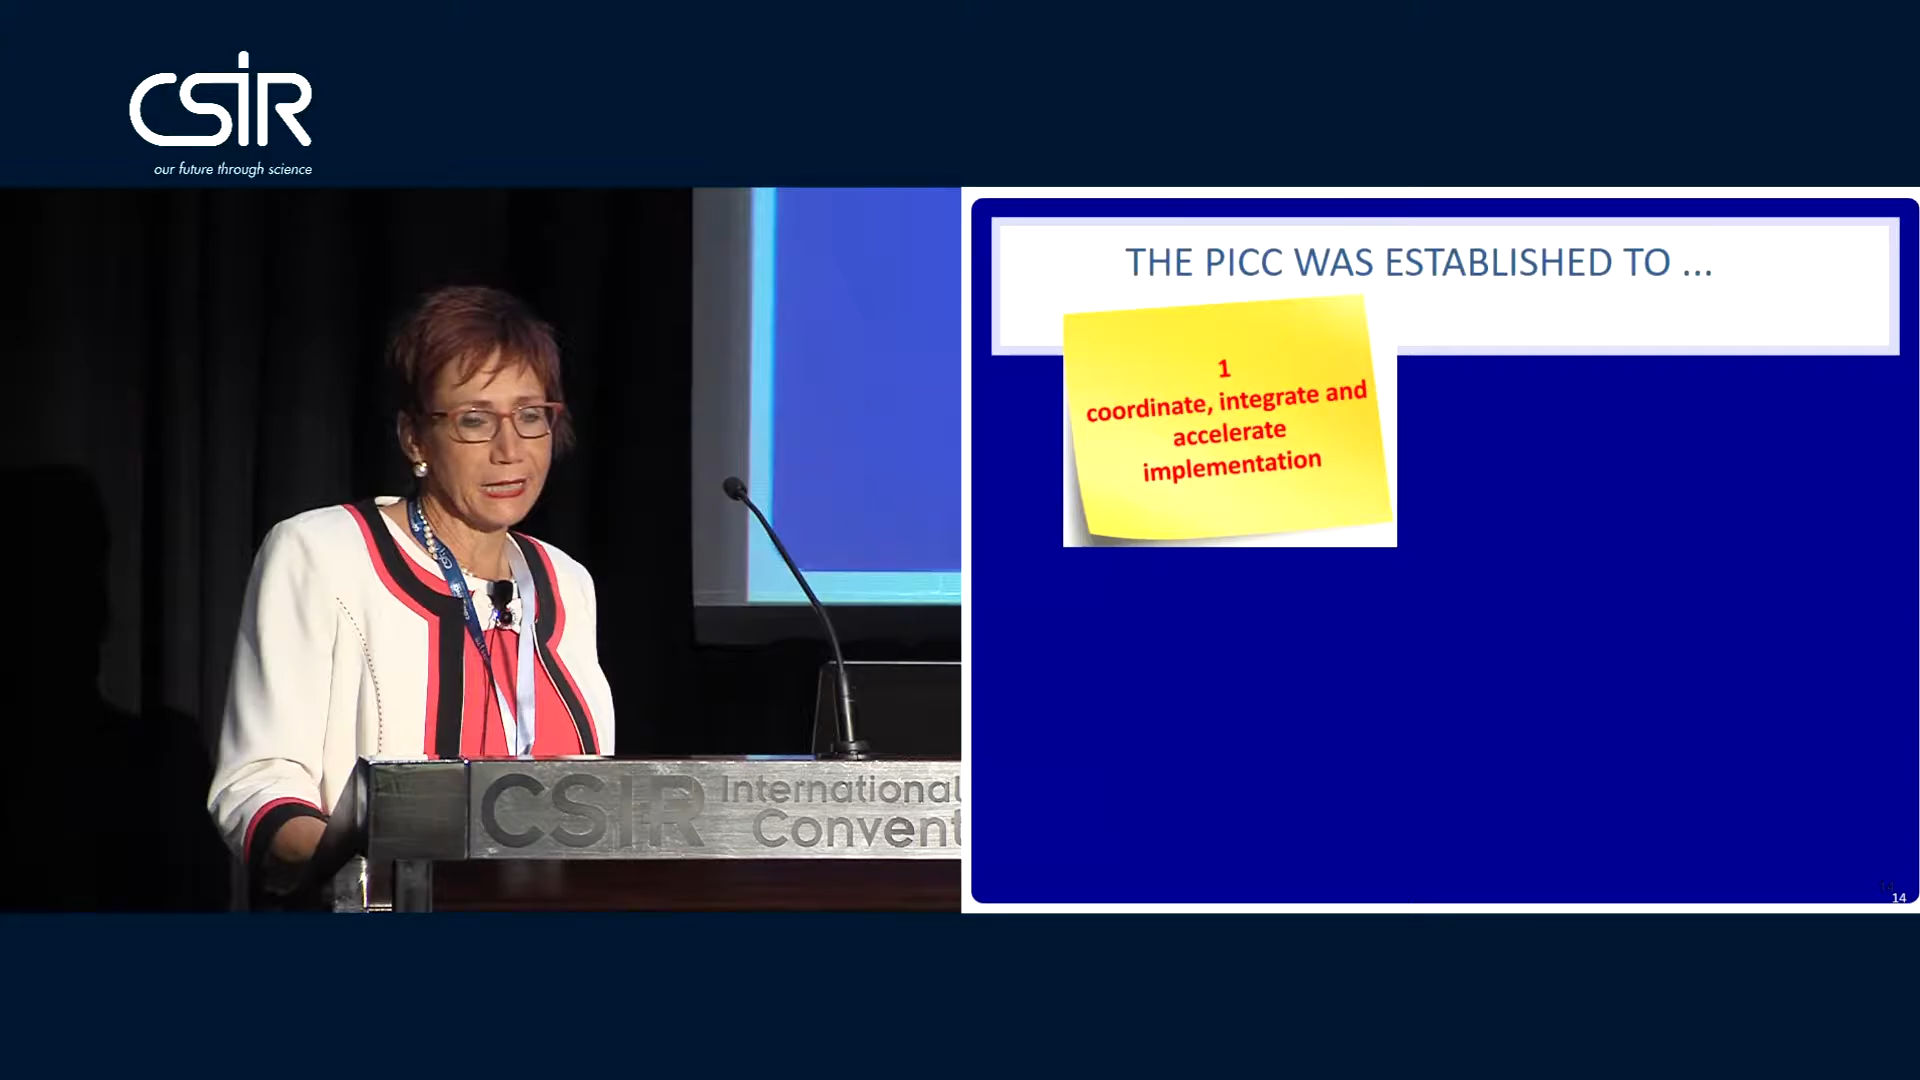 CSIR
our future through science
THE PICC WAS ESTABLISHED TO ...
1
coordinate, integrate and
accelerate
implementation
CSIR International
Convent
14